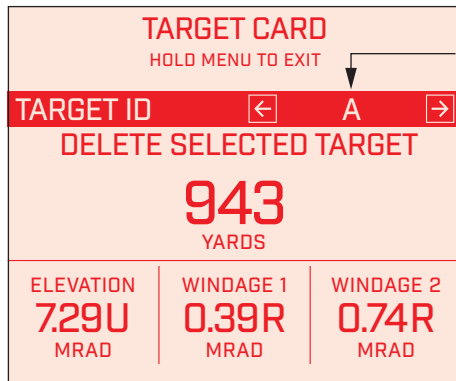 TARGET CARD
HOLD MENU TO EXIT
TARGET ID ← A →
DELETE SELECTED TARGET
943
YARDS
ELEVATION WINDAGE 1 WINDAGE 2
7.29U 0.39R 0.74R
MRAD MRAD MRAD